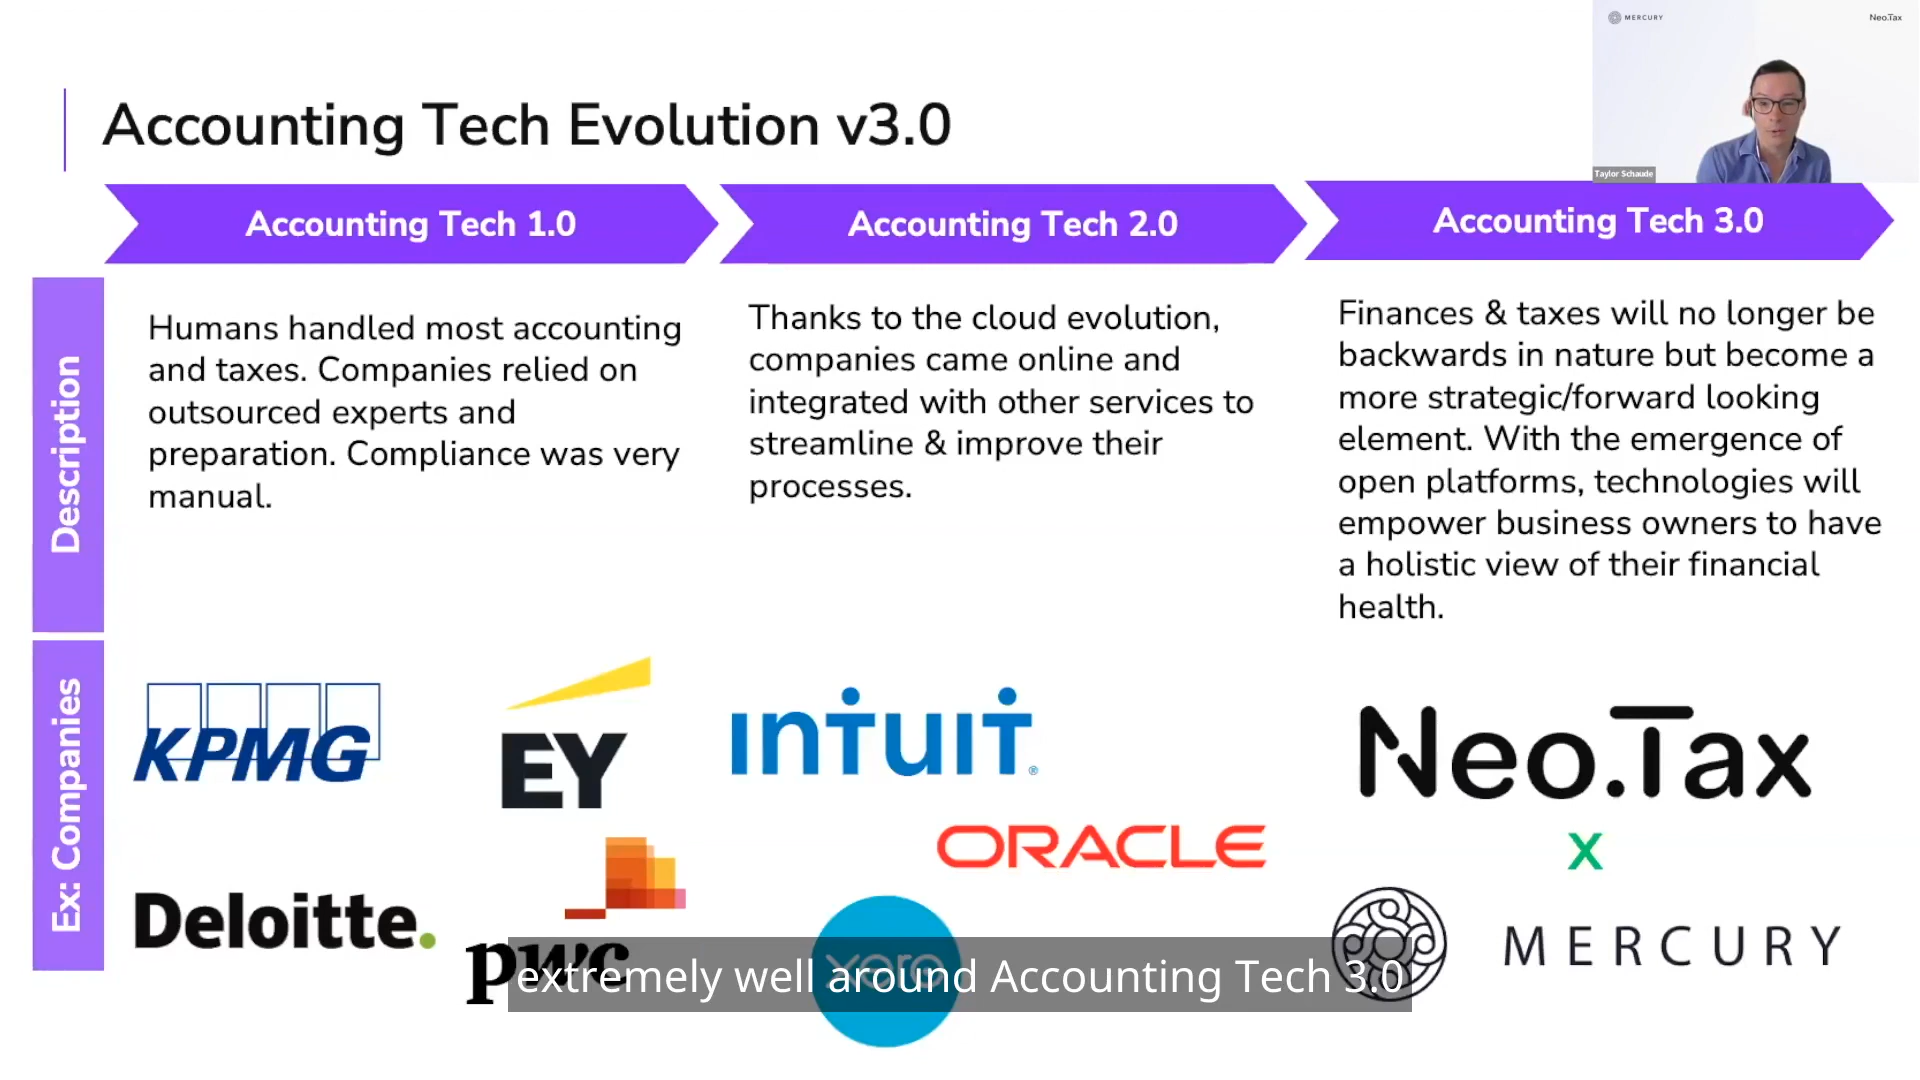 MERCURY
Neo.Tax
Taylor Schaude
Accounting Tech Evolution v3.0
Accounting Tech 1.0
Accounting Tech 2.0
Accounting Tech 3.0
Description
Humans handled most accounting
and taxes. Companies relied on
outsourced experts and
preparation. Compliance was very
manual.
Thanks to the cloud evolution,
companies came online and
integrated with other services to
streamline & improve their
processes.
Finances & taxes will no longer be
backwards in nature but become a
more strategic/forward looking
element. With the emergence of
open platforms, technologies will
empower business owners to have
a holistic view of their financial
health.
Ex: Companies
KPMG
EY
Deloitte.
pwc
intuit®
ORACLE
xero
Neo.Tax
x
MERCURY
extremely well around Accounting Tech 3.0